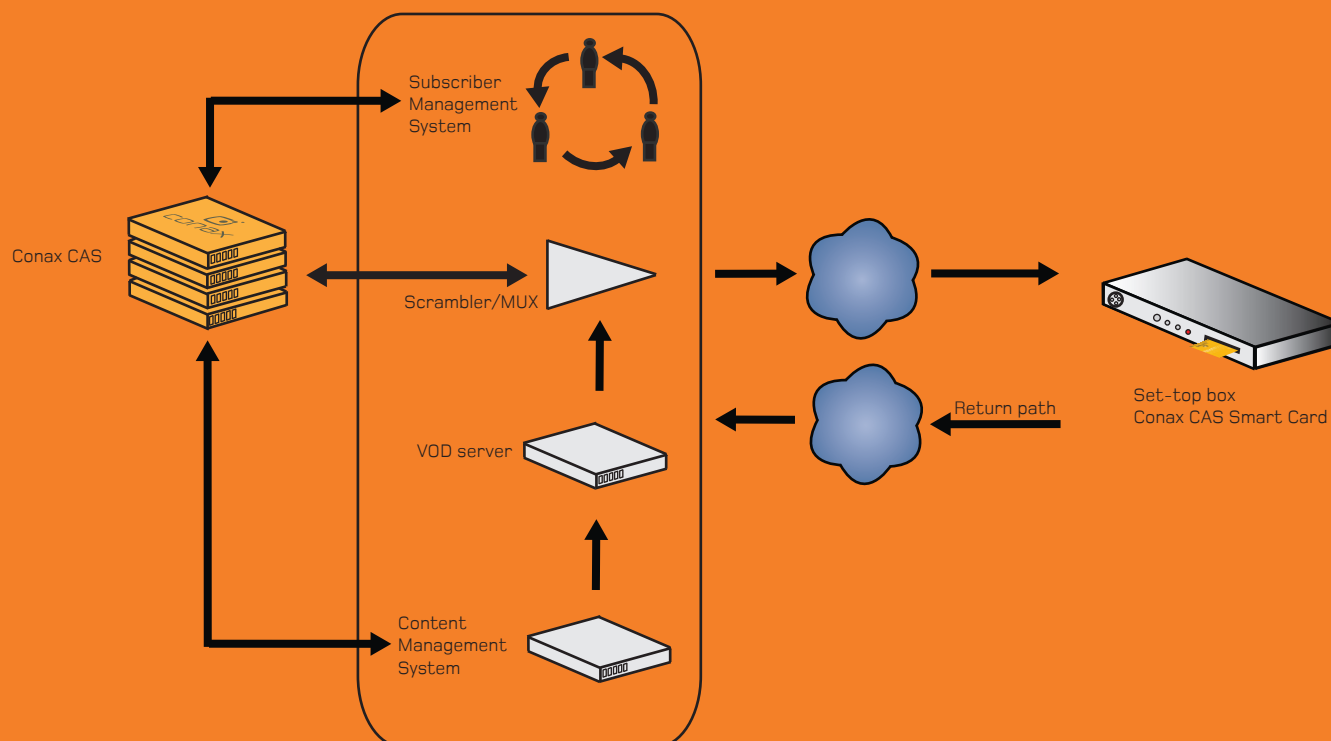 Subscriber
Management
System
conax
Conax CAS
Scrambler/MUX
VOD server
Return path
Set-top box
Conax CAS Smart Card
Content
Management
System